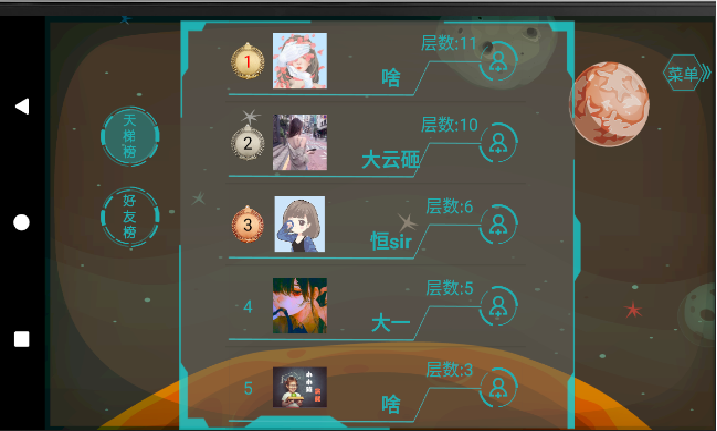 天梯榜
好友榜
1
层数:11
啥
2
层数:10
大云砸
3
层数:6
恒sir
4
层数:5
大一
5
层数:3
啥
菜单